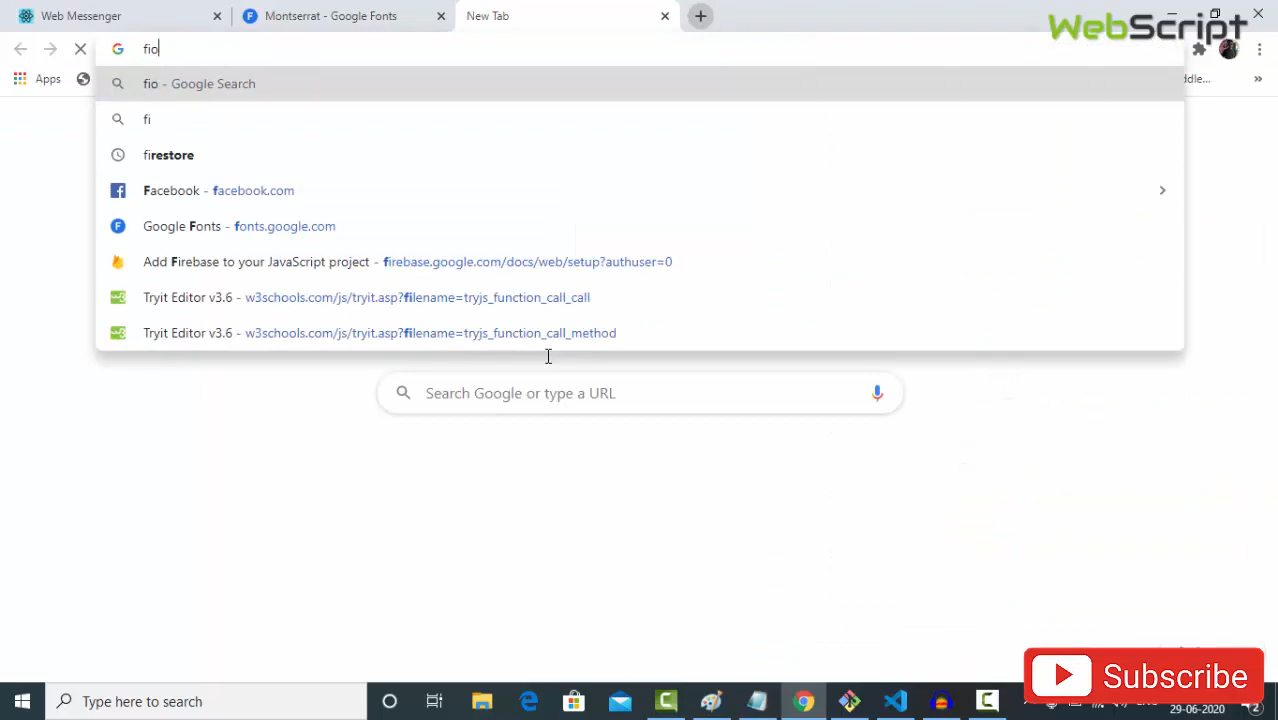 Web Messenger
Montserrat - Google Fonts
New Tab
WebScript
fio
Apps
ddle...
fio - Google Search
fi
firestore
Facebook - facebook.com
Google Fonts - fonts.google.com
Add Firebase to your JavaScript project - firebase.google.com/docs/web/setup?authuser=0
Tryit Editor v3.6 - w3schools.com/js/tryit.asp?filename=tryjs_function_call_call
Tryit Editor v3.6 - w3schools.com/js/tryit.asp?filename=tryjs_function_call_method
Search Google or type a URL
Subscribe
Type here to search
29-06-2020
2